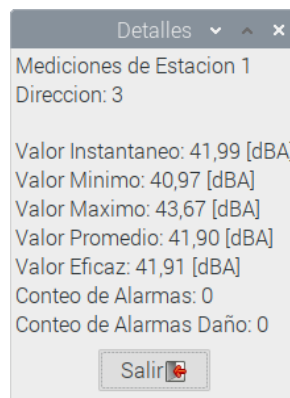 Detalles
Mediciones de Estacion 1
Direccion: 3
Valor Instantaneo: 41,99 [dBA]
Valor Minimo: 40,97 [dBA]
Valor Maximo: 43,67 [dBA]
Valor Promedio: 41,90 [dBA]
Valor Eficaz: 41,91 [dBA]
Conteo de Alarmas: 0
Conteo de Alarmas Daño: 0
Salir